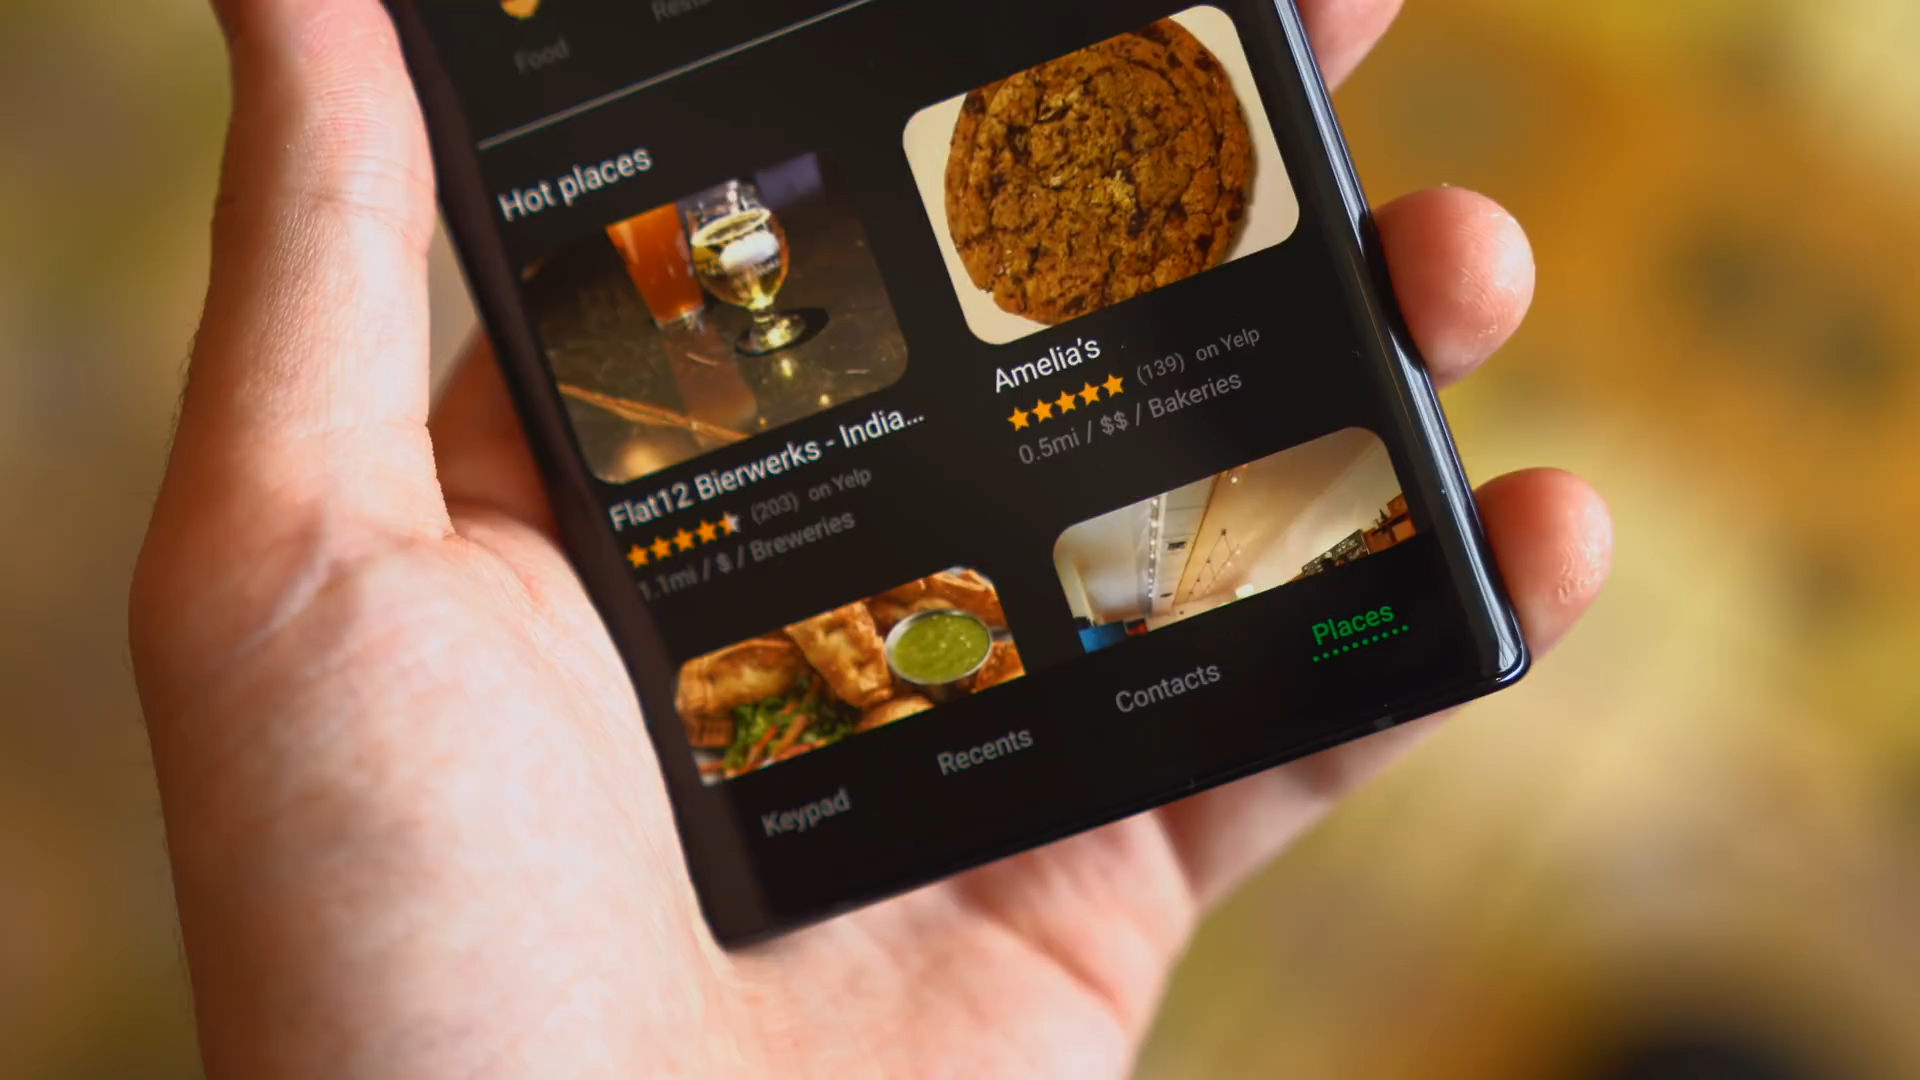 Food
Hot places
Flat12 Bierwerks - India...
(203) on Yelp
1.1mi / $ / Breweries
Amelia's
(139) on Yelp
0.5mi / $$ / Bakeries
Keypad
Recents
Contacts
Places